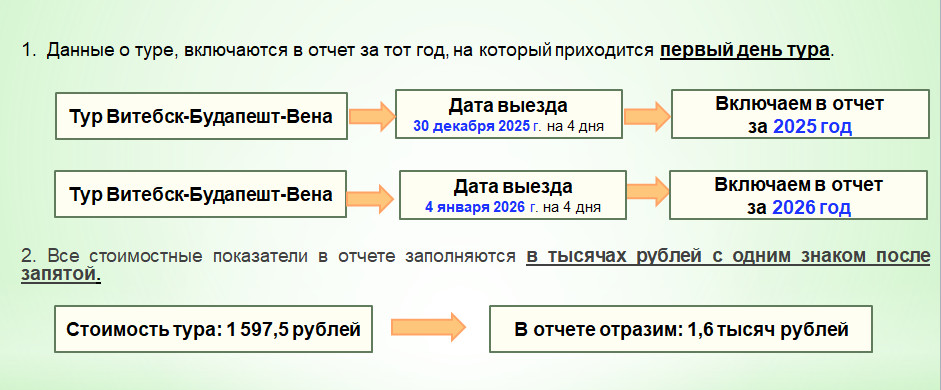 1. Данные о туре, включаются в отчет за тот год, на который приходится первый день тура.
Тур Витебск-Будапешт-Вена
Дата выезда
30 декабря 2025 г. на 4 дня
Включаем в отчет
за 2025 год
Тур Витебск-Будапешт-Вена
Дата выезда
4 января 2026 г. на 4 дня
Включаем в отчет
за 2026 год
2. Все стоимостные показатели в отчете заполняются в тысячах рублей с одним знаком после
запятой.
Стоимость тура: 1 597,5 рублей
В отчете отразим: 1,6 тысяч рублей